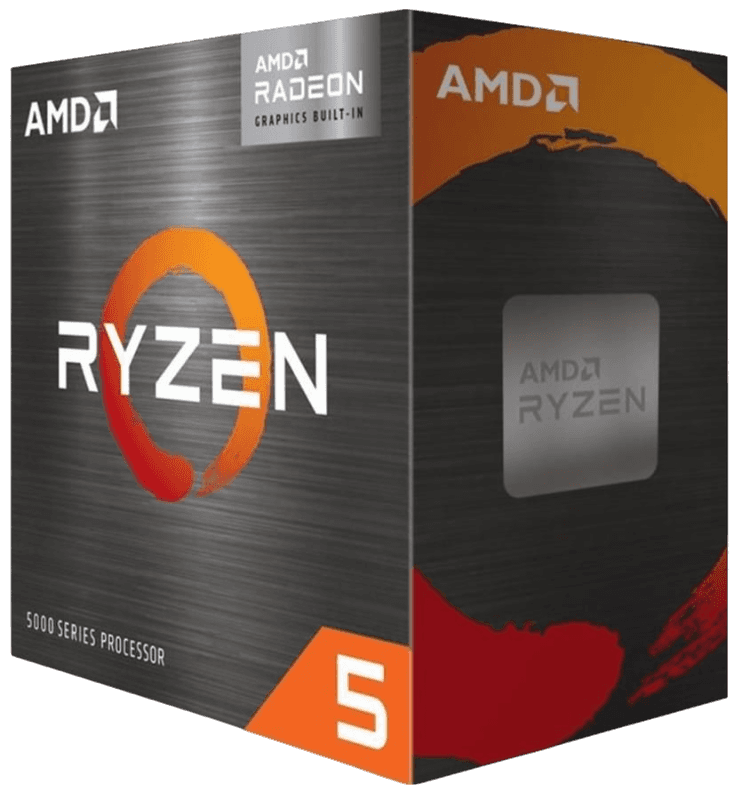 AMD
AMD
RADEON
GRAPHICS BUILT-IN
RYZEN
5000 SERIES PROCESSOR
5
AMD
AMD
RYZEN